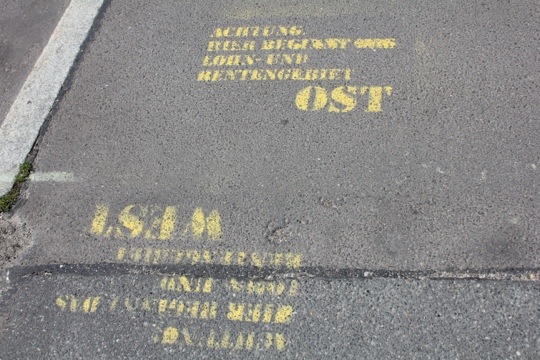 ACHTUNG
HIER BEGINNT
LOHN- UND
RENTENGEBIET
OST
ACHTUNG
HIER BEGINNT DAS
LOHN- UND
RENTENGEBIET
WEST